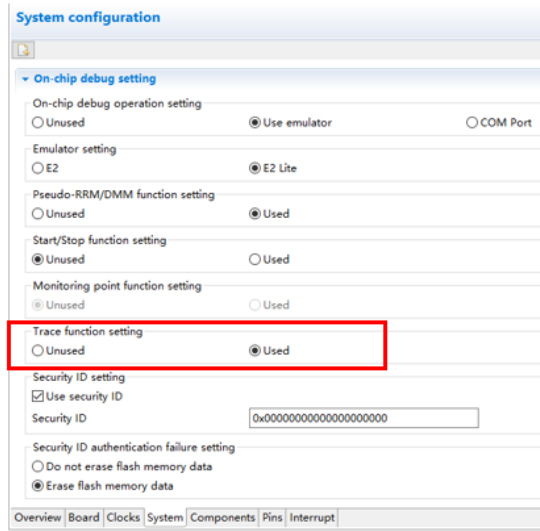 System configuration
On-chip debug setting
On-chip debug operation setting
Unused Use emulator COM Port
Emulator setting
E2 E2 Lite
Pseudo-RRM/DMM function setting
Unused Used
Start/Stop function setting
Unused Used
Monitoring point function setting
Unused Used
Trace function setting
Unused Used
Security ID setting
Use security ID
Security ID 0x00000000000000000000
Security ID authentication failure setting
Do not erase flash memory data
Erase flash memory data
Overview Board Clocks System Components Pins Interrupt